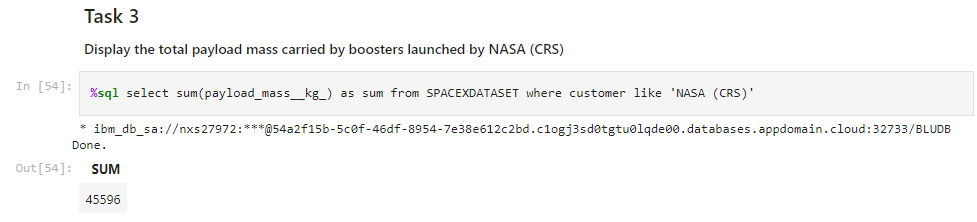 Task 3
Display the total payload mass carried by boosters launched by NASA (CRS)
In [54]: %sql select sum(payload_mass__kg_) as sum from SPACEXDATASET where customer like 'NASA (CRS)'
* ibm_db_sa://nxs27972:***@54a2f15b-5c0f-46df-8954-7e38e612c2bd.c1ogj3sd0tgtu0lqde00.databases.appdomain.cloud:32733/BLUDB
Done.
Out[54]: SUM
45596